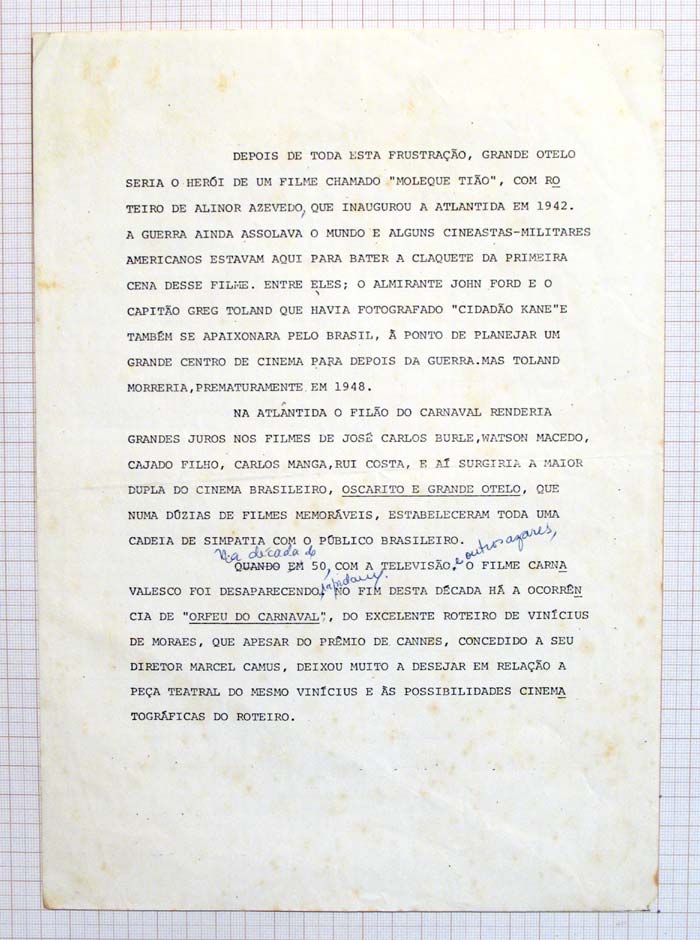 DEPOIS DE TODA ESTA FRUSTRAÇÃO, GRANDE OTELO
SERIA O HERÓI DE UM FILME CHAMADO "MOLEQUE TIÃO", COM RO
TEIRO DE ALINOR AZEVEDO, QUE INAUGUROU A ATLANTIDA EM 1942.
A GUERRA AINDA ASSOLAVA O MUNDO E ALGUNS CINEASTAS-MILITARES
AMERICANOS ESTAVAM AQUI PARA BATER A CLAQUETE DA PRIMEIRA
CENA DESSE FILME. ENTRE ELES; O ALMIRANTE JOHN FORD E O
CAPITÃO GREG TOLAND QUE HAVIA FOTOGRAFADO "CIDADÃO KANE"E
TAMBÉM SE APAIXONARA PELO BRASIL, À PONTO DE PLANEJAR UM
GRANDE CENTRO DE CINEMA PARA DEPOIS DA GUERRA.MAS TOLAND
MORRERIA,PREMATURAMENTE EM 1948.
NA ATLÂNTIDA O FILÃO DO CARNAVAL RENDERIA
GRANDES JUROS NOS FILMES DE JOSÉ CARLOS BURLE,WATSON MACEDO,
CAJADO FILHO, CARLOS MANGA,RUI COSTA, E AÍ SURGIRIA A MAIOR
DUPLA DO CINEMA BRASILEIRO, OSCARITO E GRANDE OTELO, QUE
NUMA DÚZIAS DE FILMES MEMORÁVEIS, ESTABELECERAM TODA UMA
CADEIA DE SIMPATIA COM O PÚBLICO BRASILEIRO.
Na década de e outros azares,
QUANDO EM 50, COM A TELEVISÃO, O FILME CARNA
VALESCO FOI DESAPARECENDO, NO FIM DESTA DÉCADA HÁ A OCORRÊN
CIA DE "ORFEU DO CARNAVAL", DO EXCELENTE ROTEIRO DE VINÍCIUS
DE MORAES, QUE APESAR DO PRÊMIO DE CANNES, CONCEDIDO A SEU
DIRETOR MARCEL CAMUS, DEIXOU MUITO A DESEJAR EM RELAÇÃO A
PEÇA TEATRAL DO MESMO VINÍCIUS E ÀS POSSIBILIDADES CINEMA
TOGRÁFICAS DO ROTEIRO.